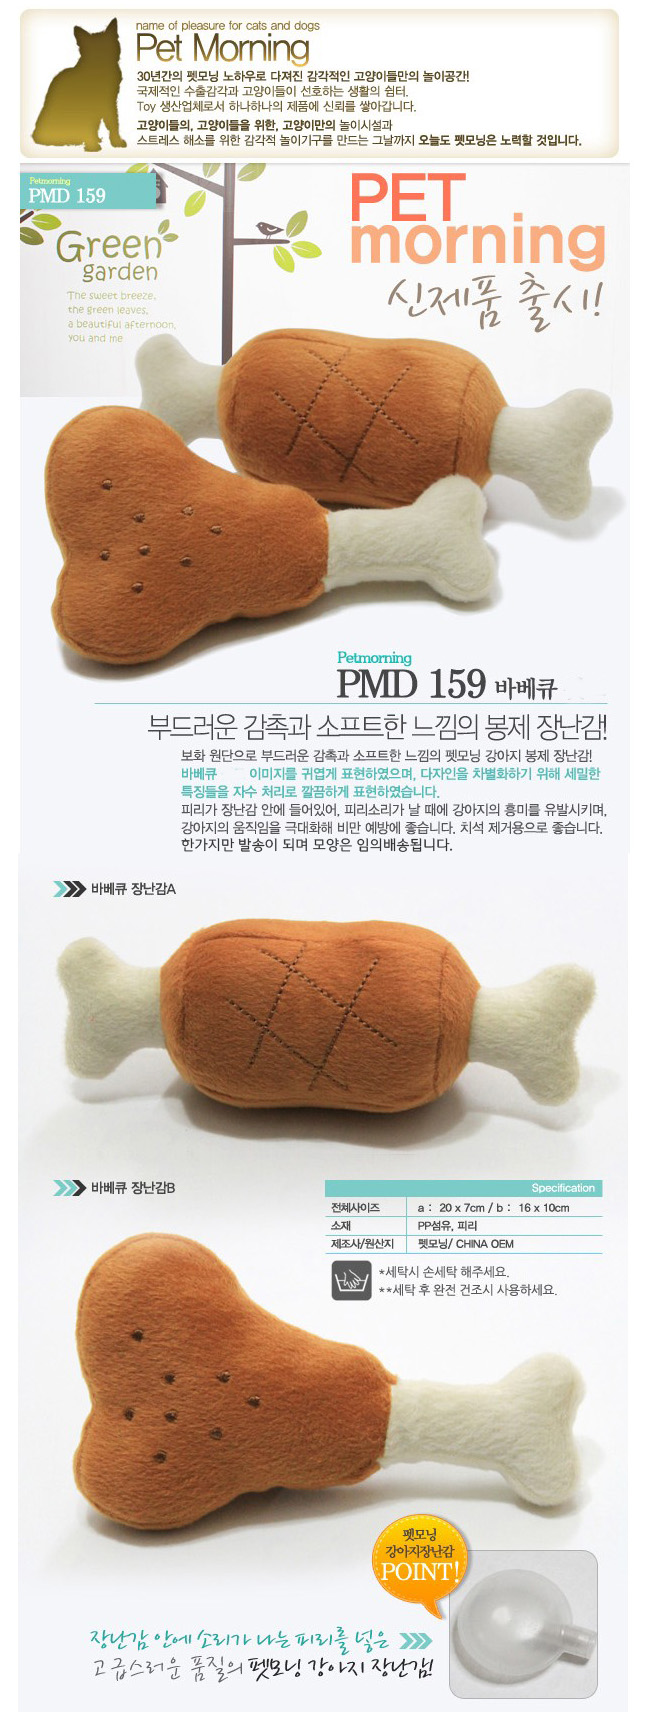 name of pleasure for cats and dogs
Pet Morning
30년간의 펫모닝 노하우로 다져진 감각적인 고양이들만의 놀이공간!
국제적인 수출감각과 고양이들이 선호하는 생활의 쉼터.
Toy 생산업체로서 하나하나의 제품에 신뢰를 쌓아갑니다.
고양이들의, 고양이들을 위한, 고양이만의 놀이시설과
스트레스 해소를 위한 감각적 놀이기구를 만드는 그날까지 오늘도 펫모닝은 노력할 것입니다.
Petmorning
PMD 159
Green
garden
The sweet breeze,
the green leaves,
a beautiful afternoon,
you and me
PET
morning
신제품 출시!
Petmorning
PMD 159 바베큐
부드러운 감촉과 소프트한 느낌의 봉제 장난감!
보화 원단으로 부드러운 감촉과 소프트한 느낌의 펫모닝 강아지 봉제 장난감!
바베큐 이미지를 귀엽게 표현하였으며, 디자인을 차별화하기 위해 세밀한
특징들을 자수 처리로 깔끔하게 표현하였습니다.
피리가 장난감 안에 들어있어, 피리소리가 날 때에 강아지의 흥미를 유발시키며,
강아지의 움직임을 극대화해 비만 예방에 좋습니다. 치석 제거용으로 좋습니다.
한가지만 발송이 되며 모양은 임의배송됩니다.
바베큐 장난감A
바베큐 장난감B
Specification
전체사이즈 a : 20 x 7cm / b : 16 x 10cm
소재 PP섬유, 피리
제조사/원산지 펫모닝/ CHINA OEM
*세탁시 손세탁 해주세요.
**세탁 후 완전 건조시 사용하세요.
펫모닝
강아지장난감
POINT!
장난감 안에 소리가 나는 피리를 넣은
고급스러운 품질의 펫모닝 강아지 장난감!